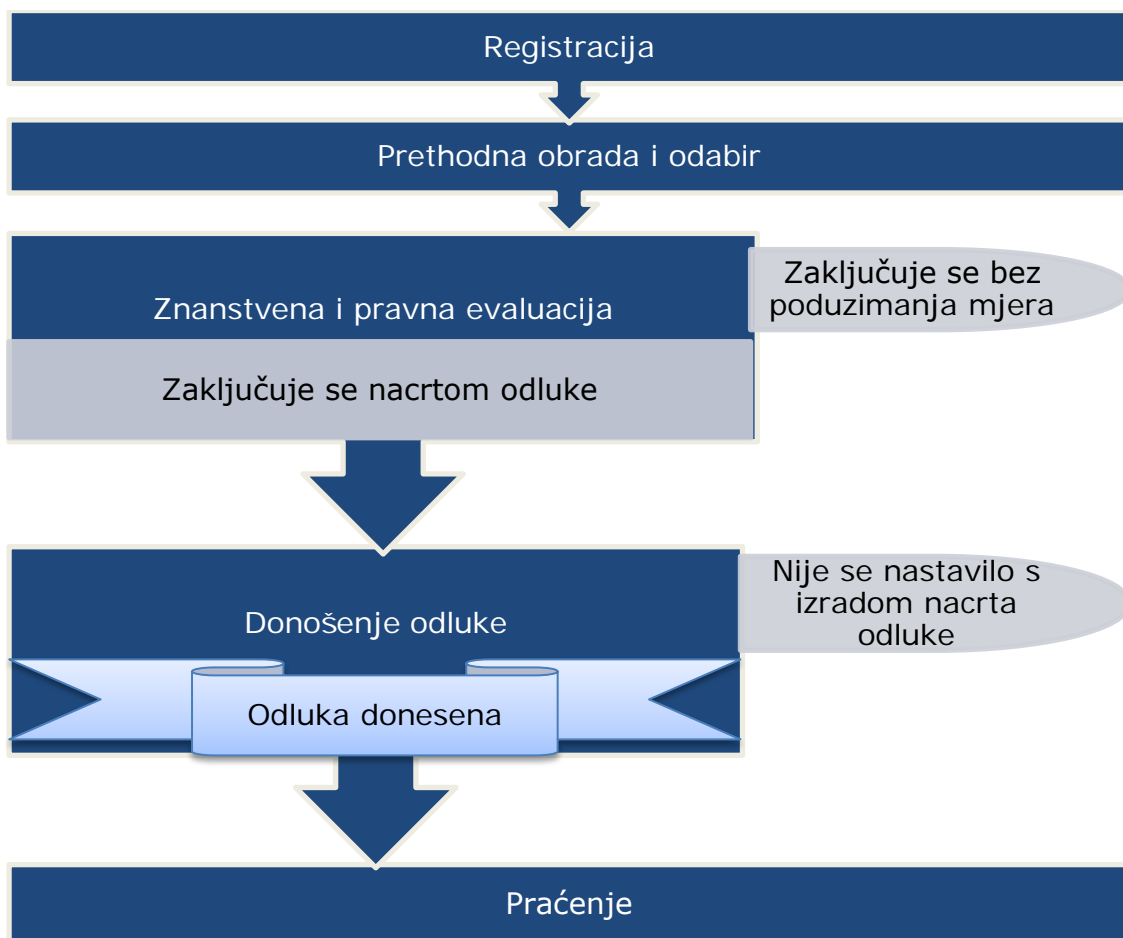 Registracija
Prethodna obrada i odabir
Znanstvena i pravna evaluacija
Zaključuje se bez
poduzimanja mjera
Zaključuje se nacrtom odluke
Donošenje odluke
Nije se nastavilo s
izradom nacrta
odluke
Odluka donesena
Praćenje